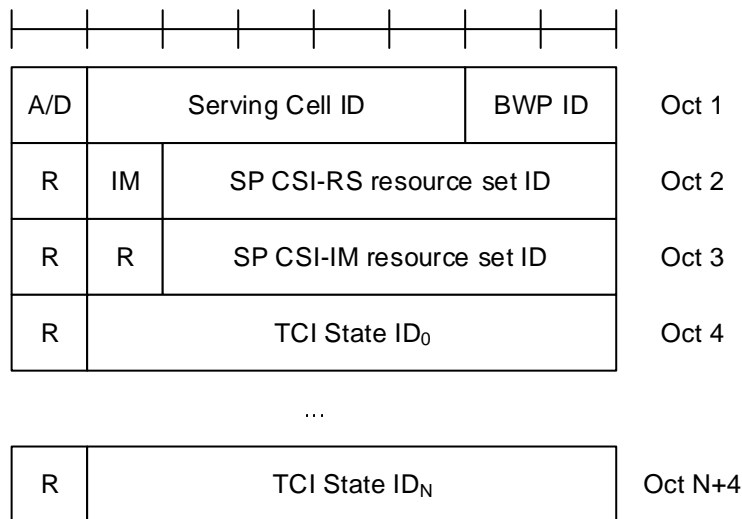 A/D Serving Cell ID BWP ID Oct 1
R IM SP CSI-RS resource set ID Oct 2
R R SP CSI-IM resource set ID Oct 3
R TCI State ID₀ Oct 4
...
R TCI State ID_N Oct N+4